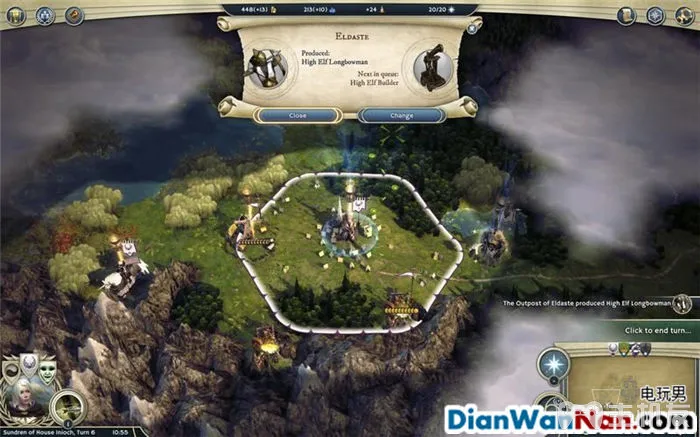 448(+13) 213(+10) +24 20/20
Eldaste
Produced:
High Elf Longbowman
Next in queue:
High Elf Builder
Close Change
The Outpost of Eldaste produced High Elf Longbowman
Click to end turn...
电玩男
DianWanNan.com
Sundren of House Inioch, Turn 6 10:55